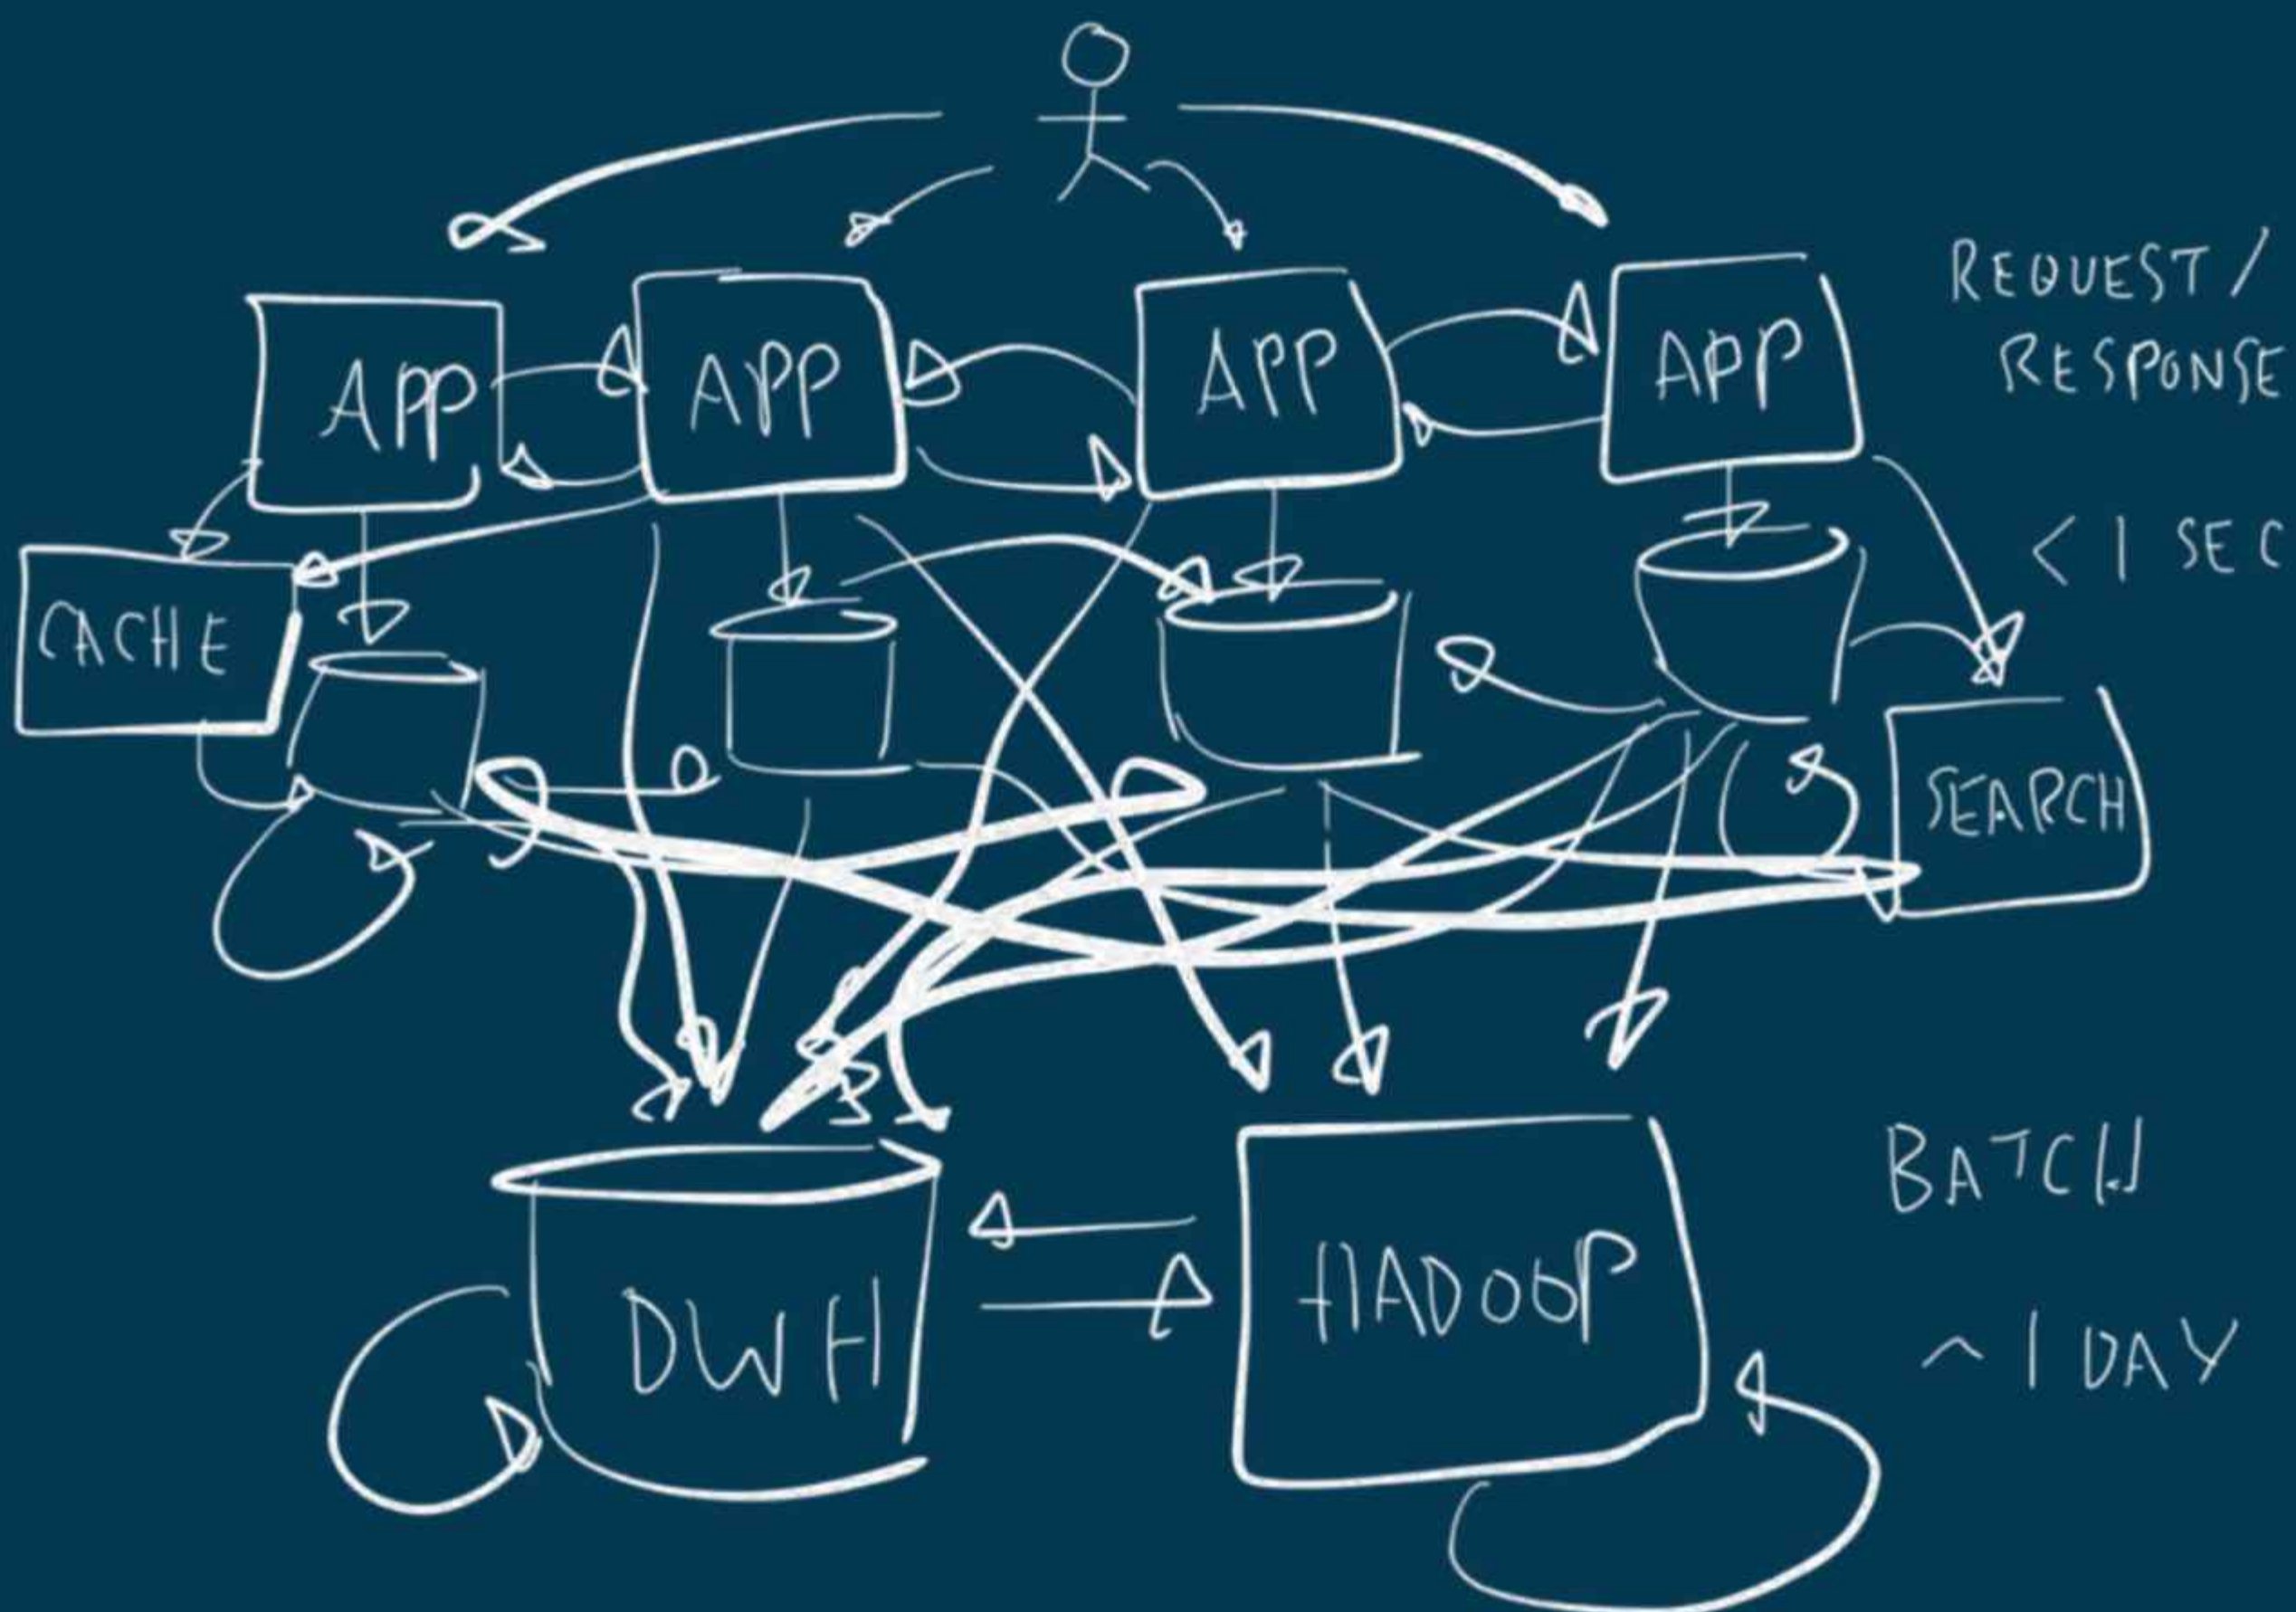 APP
APP
APP
APP
REQUEST /
RESPONSE
< 1 SEC
CACHE
SEARCH
BATCH
DWH
HADOOP
~ 1 DAY